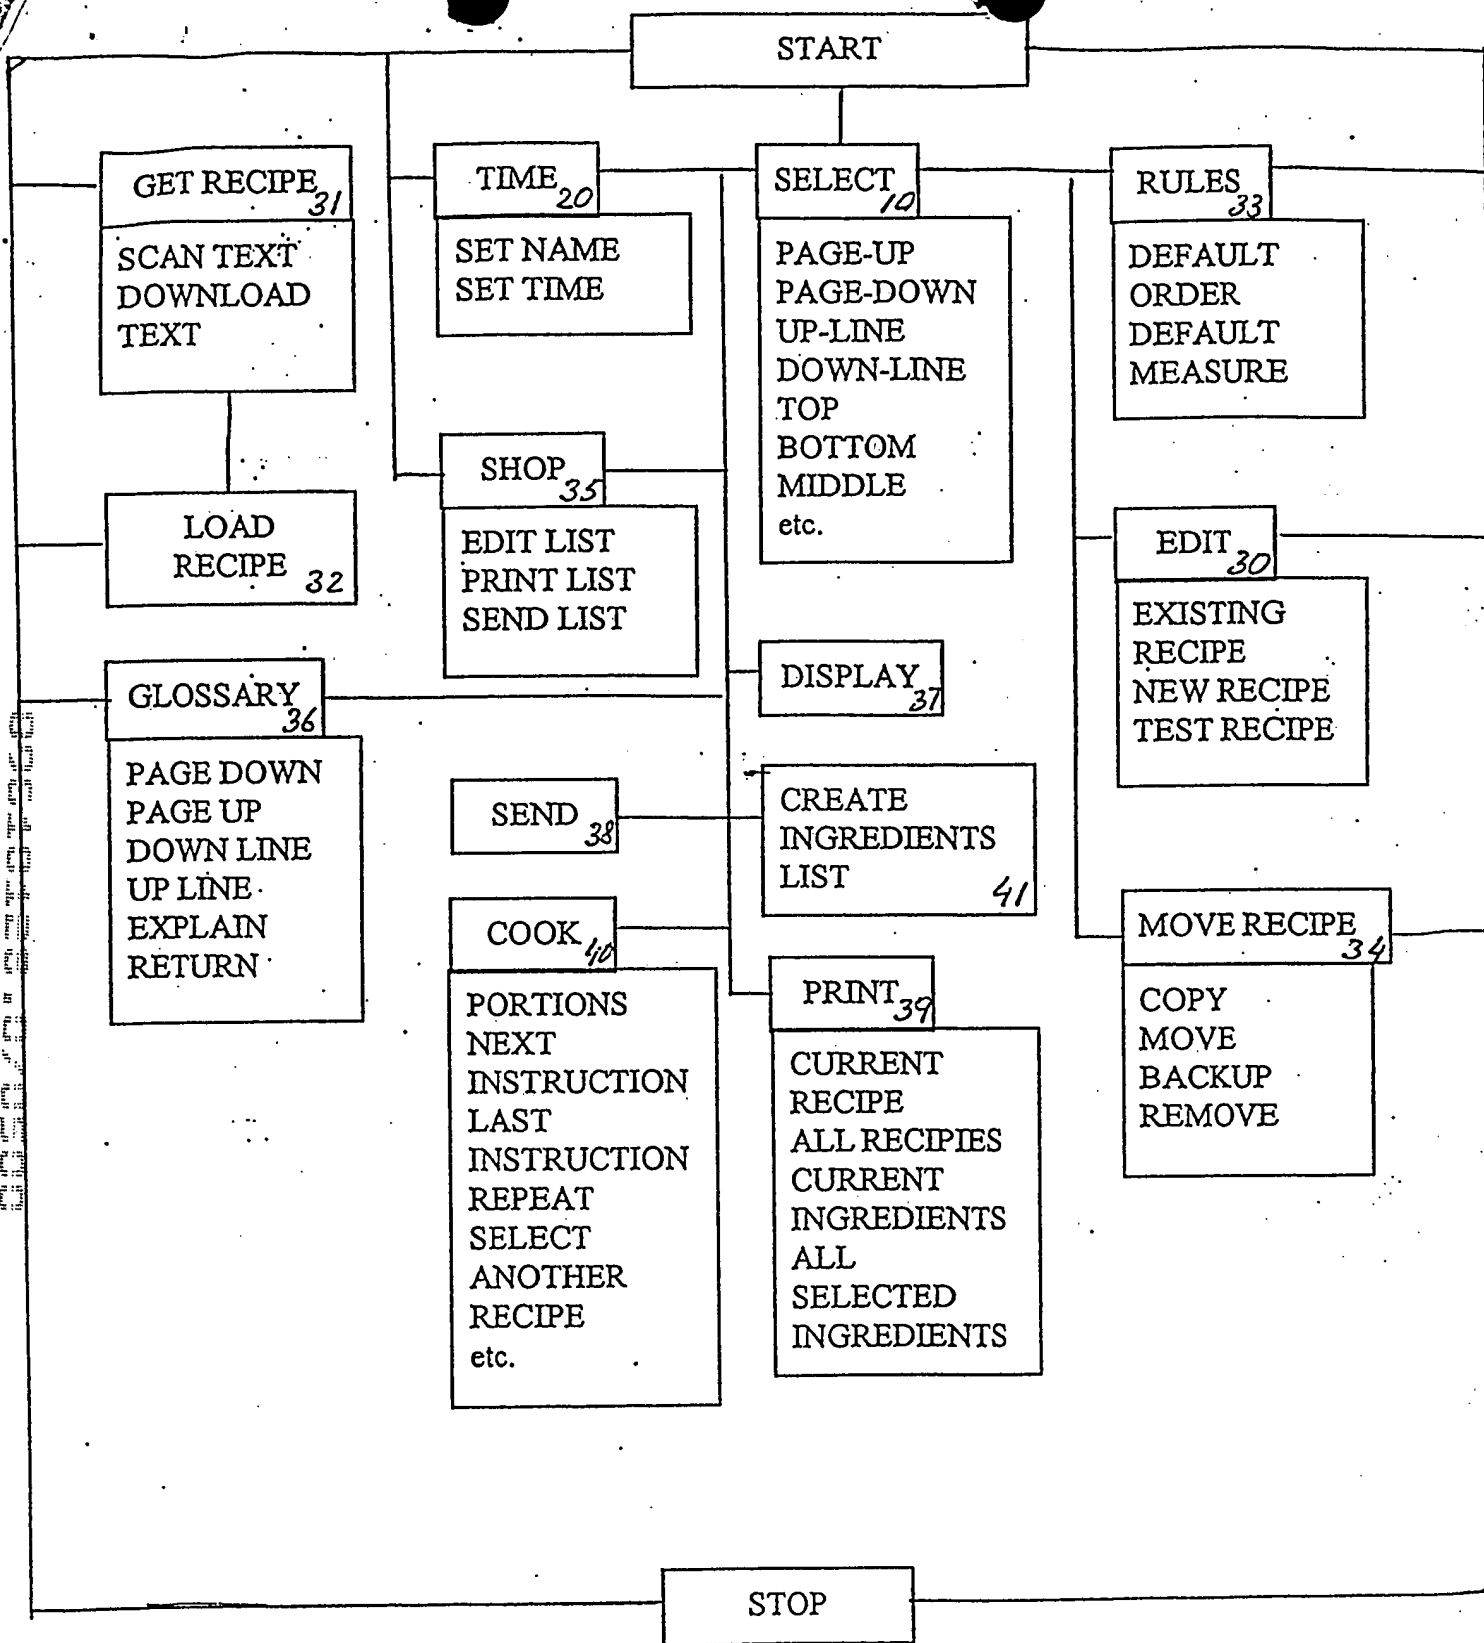 START
GET RECIPE 31
SCAN TEXT
DOWNLOAD
TEXT
LOAD
RECIPE 32
GLOSSARY 36
PAGE DOWN
PAGE UP
DOWN LINE
UP LINE
EXPLAIN
RETURN
TIME 20
SET NAME
SET TIME
SHOP 35
EDIT LIST
PRINT LIST
SEND LIST
SEND 38
COOK 40
PORTIONS
NEXT
INSTRUCTION
LAST
INSTRUCTION
REPEAT
SELECT
ANOTHER
RECIPE
etc.
SELECT 10
PAGE-UP
PAGE-DOWN
UP-LINE
DOWN-LINE
TOP
BOTTOM
MIDDLE
etc.
DISPLAY 37
CREATE
INGREDIENTS
LIST 41
PRINT 39
CURRENT
RECIPE
ALL RECIPIES
CURRENT
INGREDIENTS
ALL
SELECTED
INGREDIENTS
RULES 33
DEFAULT
ORDER
DEFAULT
MEASURE
EDIT 30
EXISTING
RECIPE
NEW RECIPE
TEST RECIPE
MOVE RECIPE 34
COPY
MOVE
BACKUP
REMOVE
STOP